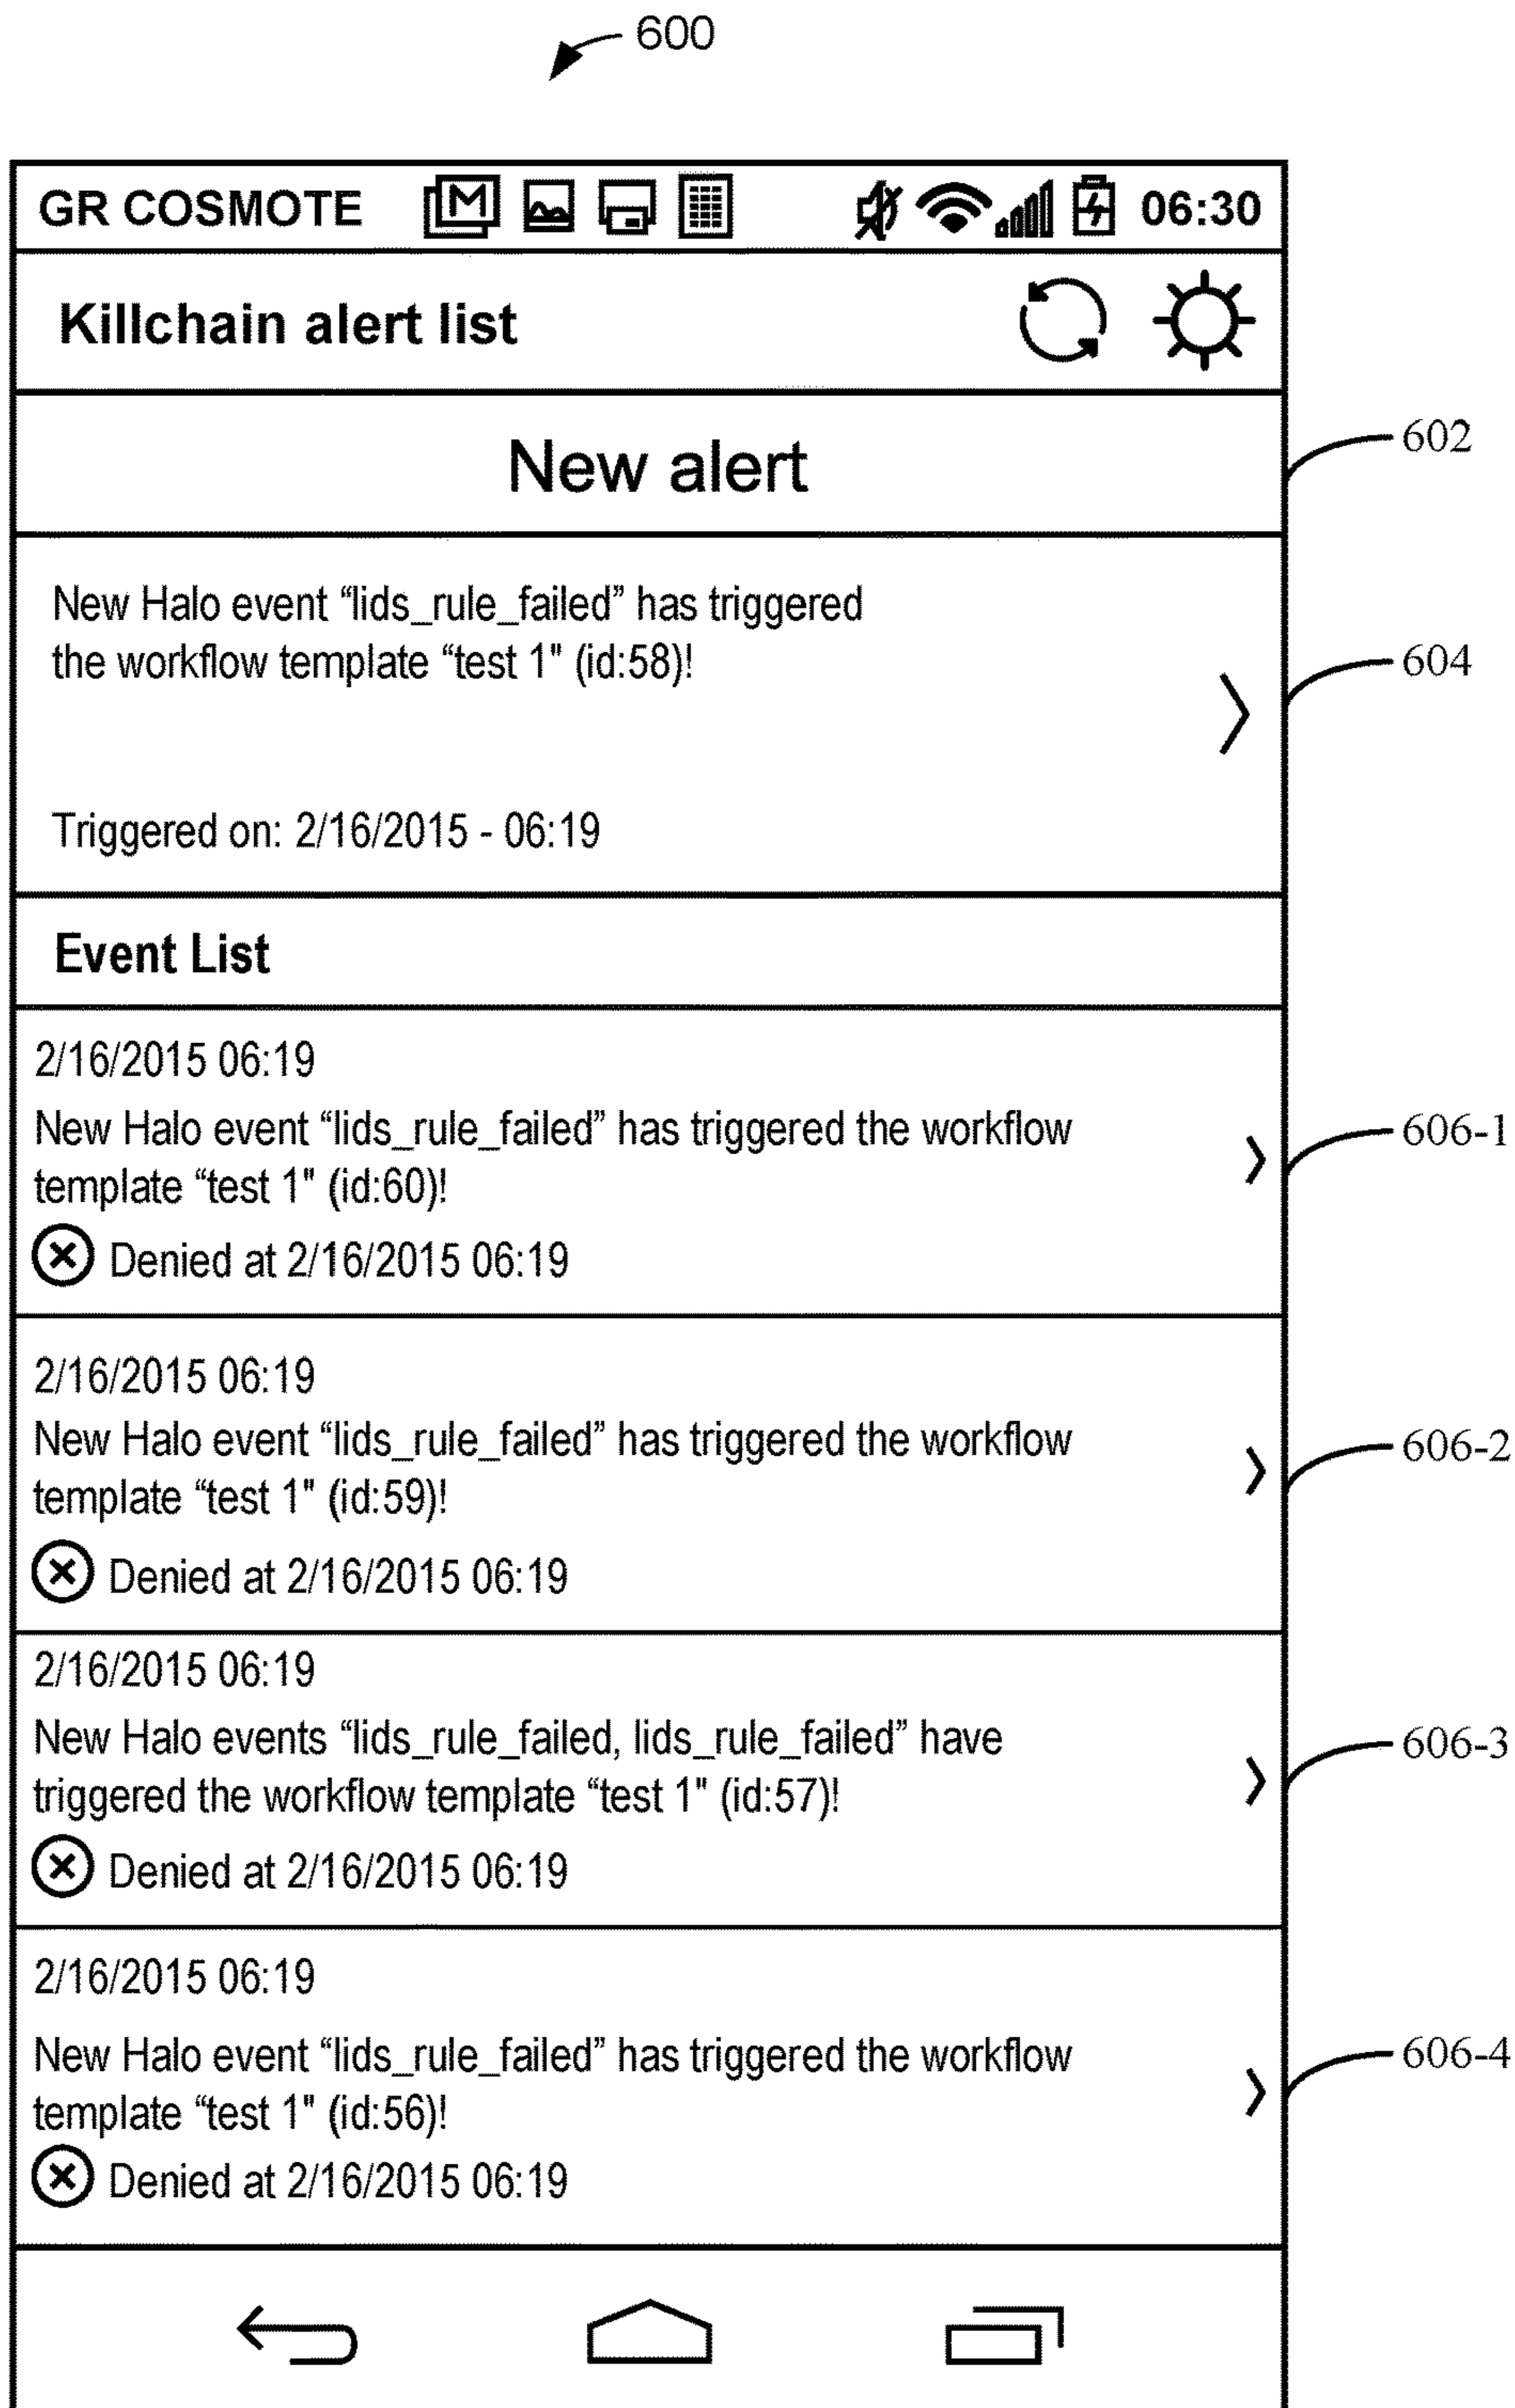 600
GR COSMOTE M 06:30
Killchain alert list
New alert
602
New Halo event “lids_rule_failed” has triggered
the workflow template “test 1" (id:58)!
604
Triggered on: 2/16/2015 - 06:19
Event List
2/16/2015 06:19
New Halo event “lids_rule_failed” has triggered the workflow
606-1
template “test 1" (id:60)!
Denied at 2/16/2015 06:19
2/16/2015 06:19
New Halo event “lids_rule_failed” has triggered the workflow
606-2
template “test 1" (id:59)!
Denied at 2/16/2015 06:19
2/16/2015 06:19
New Halo events “lids_rule_failed, lids_rule_failed” have
606-3
triggered the workflow template “test 1" (id:57)!
Denied at 2/16/2015 06:19
2/16/2015 06:19
New Halo event “lids_rule_failed” has triggered the workflow
606-4
template “test 1" (id:56)!
Denied at 2/16/2015 06:19